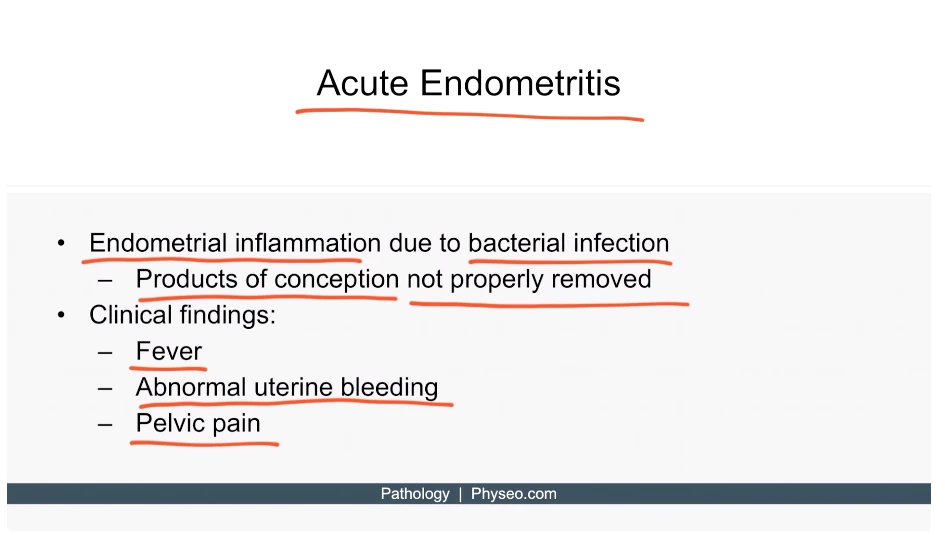 Acute Endometritis
• Endometrial inflammation due to bacterial infection
– Products of conception not properly removed
• Clinical findings:
– Fever
– Abnormal uterine bleeding
– Pelvic pain
Pathology | Physeo.com